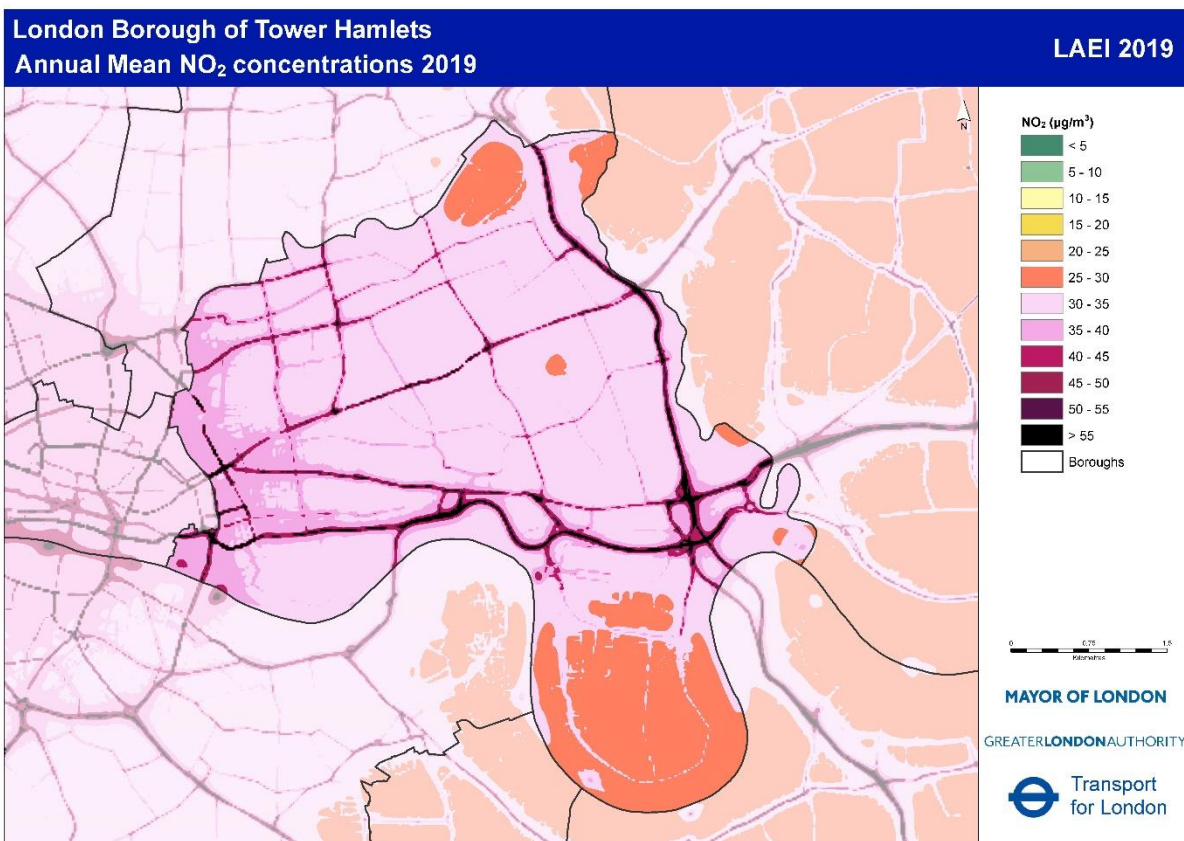 London Borough of Tower Hamlets
Annual Mean NO₂ concentrations 2019
LAEI 2019
N
NO₂ (µg/m³)
< 5
5 - 10
10 - 15
15 - 20
20 - 25
25 - 30
30 - 35
35 - 40
40 - 45
45 - 50
50 - 55
> 55
Boroughs
0 0.75 1.5
Kilometres
MAYOR OF LONDON
GREATERLONDONAUTHORITY
Transport
for London